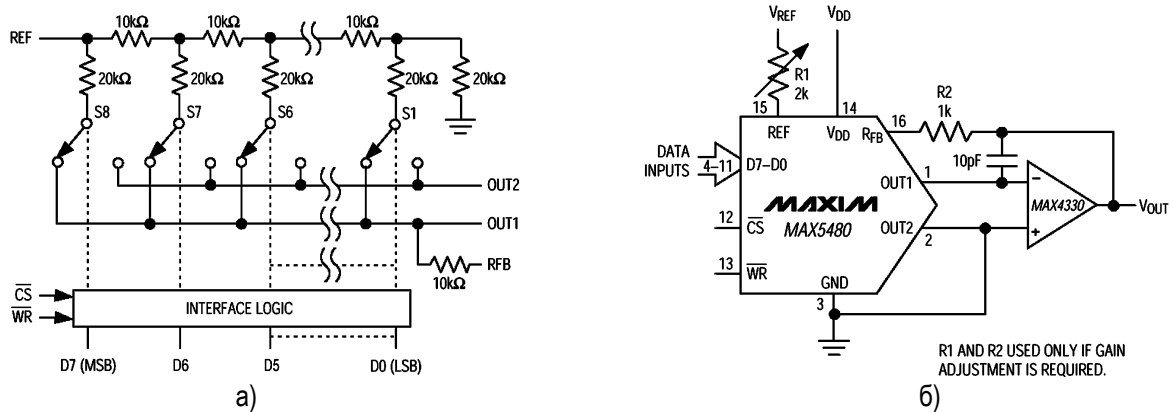 10kΩ 10kΩ 10kΩ
REF
20kΩ 20kΩ 20kΩ 20kΩ 20kΩ
S8 S7 S6 S1
OUT2
OUT1
RFB
10kΩ
CS
WR
INTERFACE LOGIC
D7 (MSB) D6 D5 D0 (LSB)
а)
VREF VDD
R1
2k
15 14
REF VDD RFB 16
R2
1k
10pF
DATA
INPUTS
4–11 D7–D0
OUT1 1
MAXIM
MAX5480
12
CS
OUT2
2
13
WR
GND
3
−
+
MAX4330
VOUT
R1 AND R2 USED ONLY IF GAIN
ADJUSTMENT IS REQUIRED.
б)